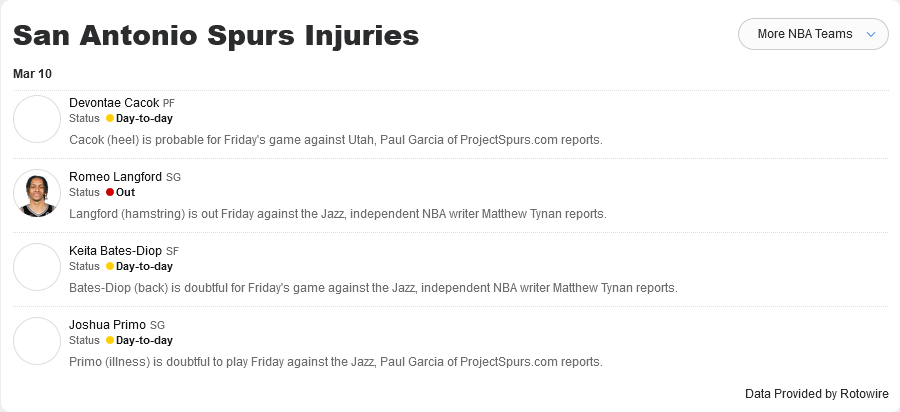 San Antonio Spurs Injuries
More NBA Teams
Mar 10
Devontae Cacok PF
Status Day-to-day
Cacok (heel) is probable for Friday's game against Utah, Paul Garcia of ProjectSpurs.com reports.
Romeo Langford SG
Status Out
Langford (hamstring) is out Friday against the Jazz, independent NBA writer Matthew Tynan reports.
Keita Bates-Diop SF
Status Day-to-day
Bates-Diop (back) is doubtful for Friday's game against the Jazz, independent NBA writer Matthew Tynan reports.
Joshua Primo SG
Status Day-to-day
Primo (illness) is doubtful to play Friday against the Jazz, Paul Garcia of ProjectSpurs.com reports.
Data Provided by Rotowire